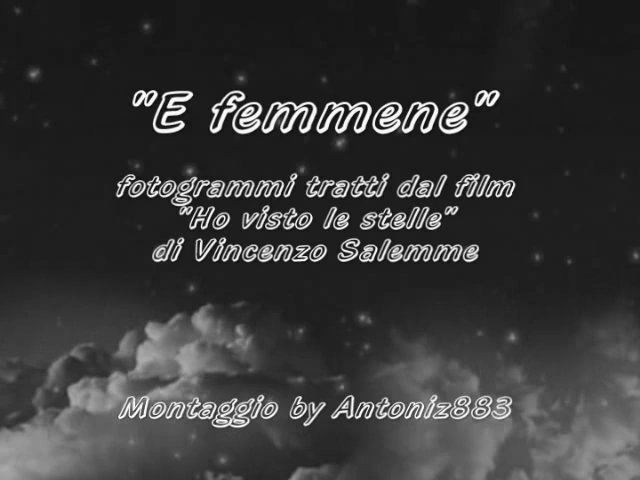 "E femmene"
fotogrammi tratti dal film
"Ho visto le stelle"
di Vincenzo Salemme
Montaggio by Antoniz883